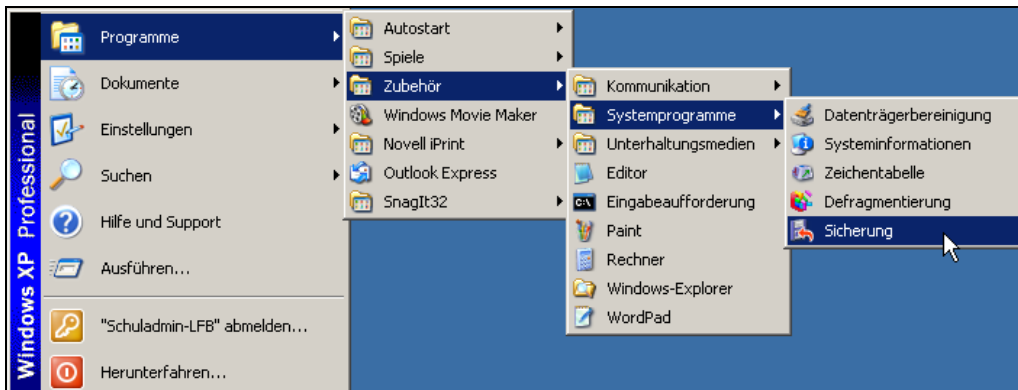 Windows XP Professional
Programme
Dokumente
Einstellungen
Suchen
Hilfe und Support
Ausführen...
"Schuladmin-LFB" abmelden...
Herunterfahren...
Autostart
Spiele
Zubehör
Windows Movie Maker
Novell iPrint
Outlook Express
SnagIt32
Kommunikation
Systemprogramme
Unterhaltungsmedien
Editor
Eingabeaufforderung
Paint
Rechner
Windows-Explorer
WordPad
Datenträgerbereinigung
Systeminformationen
Zeichentabelle
Defragmentierung
Sicherung